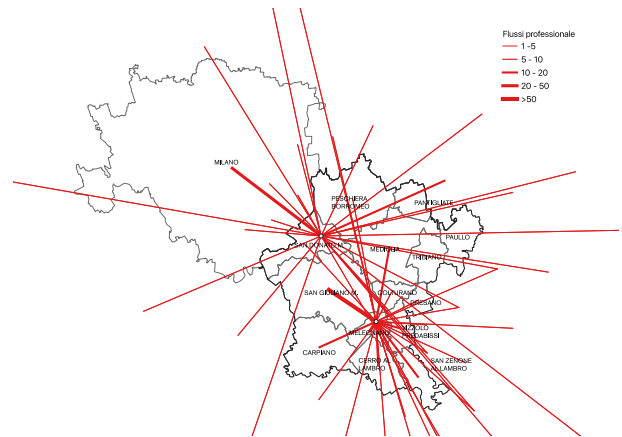 Flussi professionale
1 -5
5 - 10
10 - 20
20 - 50
>50
MILANO
PESCHIERA
BORROMEO
PANTIGLIATE
SAN DONATO M.
MEDIGLIA
PAULLO
TRIBIANO
SAN GIULIANO M.
COLTURANO
DRESANO
MELEGNANO
VIZZOLO
PREDABISSI
CARPIANO
CERRO AL
LAMBRO
SAN ZENONE
AL LAMBRO